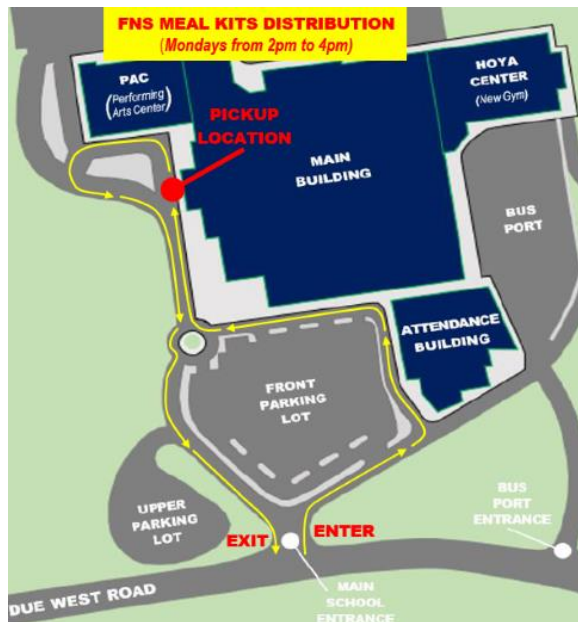 FNS MEAL KITS DISTRIBUTION
(Mondays from 2pm to 4pm)
PAC
(Performing
Arts Center)
NOYA
CENTER
(New Gym)
PICKUP
LOCATION
MAIN
BUILDING
BUS
PORT
ATTENDANCE
BUILDING
FRONT
PARKING
LOT
UPPER
PARKING
LOT
BUS
PORT
ENTRANCE
EXIT
ENTER
MAIN
SCHOOL
ENTRANCE
DUE WEST ROAD